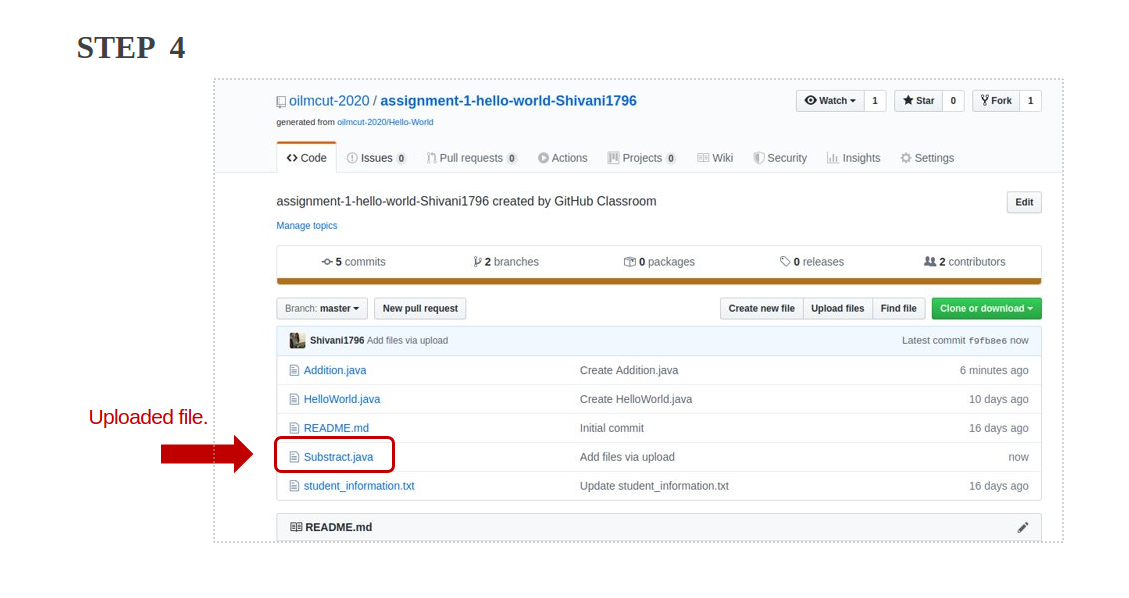 STEP 4
oilmcut-2020 / assignment-1-hello-world-Shivani1796
Watch 1 Star 0 Fork 1
generated from oilmcut-2020/Hello-World
Code Issues 0 Pull requests 0 Actions Projects 0 Wiki Security Insights Settings
assignment-1-hello-world-Shivani1796 created by GitHub Classroom Edit
Manage topics
5 commits 2 branches 0 packages 0 releases 2 contributors
Branch: master New pull request Create new file Upload files Find file Clone or download
Shivani1796 Add files via upload Latest commit f9fb8e6 now
Addition.java Create Addition.java 6 minutes ago
HelloWorld.java Create HelloWorld.java 10 days ago
Uploaded file.
README.md Initial commit 16 days ago
Substract.java Add files via upload now
student_information.txt Update student_information.txt 16 days ago
README.md